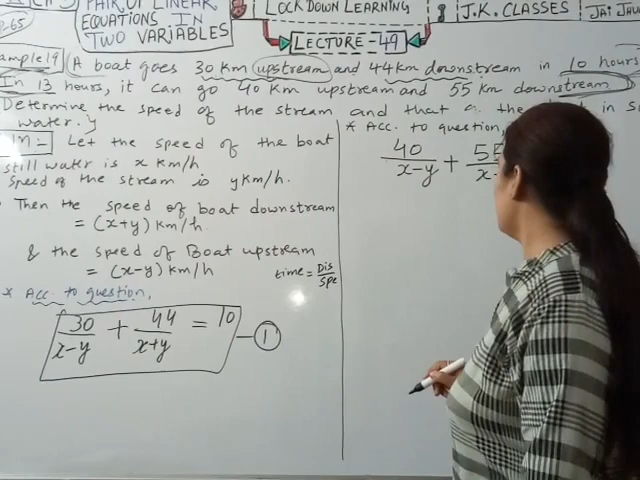 PAIR OF LINEAR
EQUATIONS IN
TWO VARIABLES
LOCK DOWN LEARNING
LECTURE - 49
J.K. CLASSES
JAI
A boat goes 30 km upstream and 44 km downstream in 10 hours
In 13 hours, it can go 40 km upstream and 55 km downstream
Determine the speed of the stream and that
water.
Let the speed of the boat
still water is x km/h
Speed of the stream is y km/h.
Then the speed of boat downstream
= (x+y) km/h.
& the speed of Boat upstream
= (x-y) km/h
time = Dis/Spe
* Acc. to question,
30/x-y + 44/x+y = 10 - ①
* Acc. to question,
40/x-y + 55